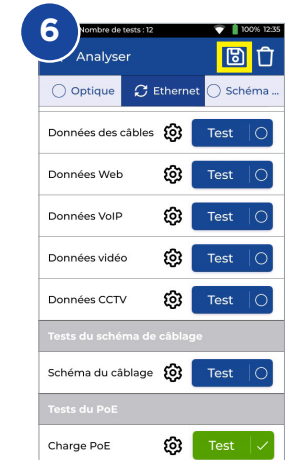 6
Nombre de tests : 12
100% 12:35
Analyser
Optique Ethernet Schéma ...
Données des câbles Test
Données Web Test
Données VoIP Test
Données vidéo Test
Données CCTV Test
Tests du schéma de câblage
Schéma du câblage Test
Tests du PoE
Charge PoE Test